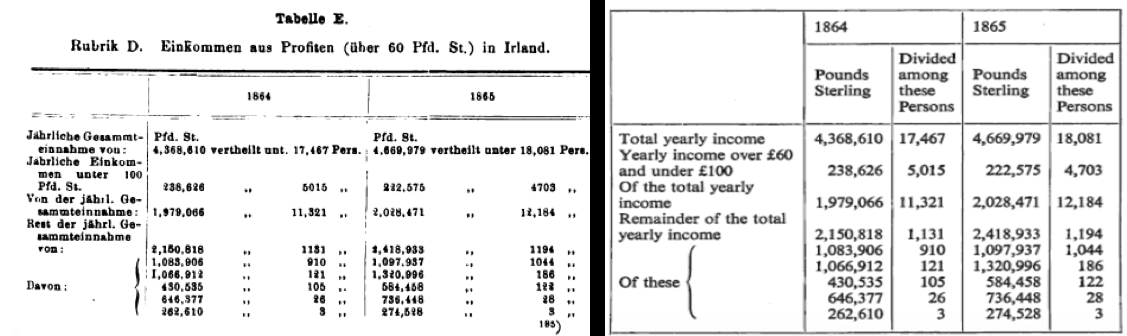 Tabelle E.
Rubrik D. Einkommen aus Profiten (über 60 Pfd. St.) in Irland.
1864 1865
Jährliche Gesammt- Pfd. St. Pfd. St.
einnahme von: 4,368,610 vertheilt unt. 17,467 Pers. 4,669,979 vertheilt unter 18,081 Pers.
Jährliche Einkom-
men unter 100
Pfd. St. 238,626 „ 5015 „ 222,575 „ 4703 „
Von der jährl. Ge-
sammteinnahme: 1,979,066 „ 11,321 „ 2,028,471 „ 12,184 „
Rest der jährl. Ge-
sammteinnahme
von: 2,150,818 „ 1131 „ 2,418,933 „ 1194 „
1,083,906 „ 910 „ 1,097,937 „ 1044 „
1,066,912 „ 121 „ 1,320,996 „ 186 „
Davon: 430,535 „ 105 „ 584,458 „ 122 „
646,377 „ 26 „ 736,448 „ 28 „
262,610 „ 3 „ 274,528 „ 3 „
185)
1864 1865
Divided Divided
Pounds among Pounds among
Sterling these Sterling these
Persons Persons
Total yearly income 4,368,610 17,467 4,669,979 18,081
Yearly income over £60
and under £100 238,626 5,015 222,575 4,703
Of the total yearly
income 1,979,066 11,321 2,028,471 12,184
Remainder of the total
yearly income 2,150,818 1,131 2,418,933 1,194
1,083,906 910 1,097,937 1,044
1,066,912 121 1,320,996 186
Of these 430,535 105 584,458 122
646,377 26 736,448 28
262,610 3 274,528 3